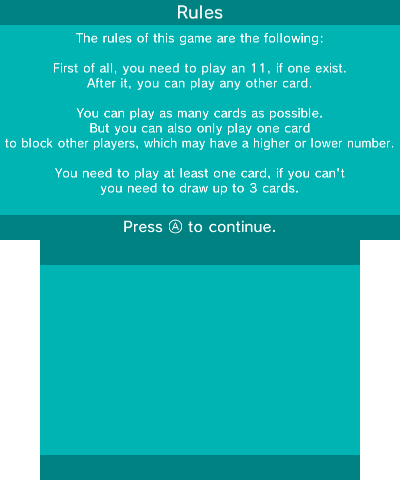 Rules
The rules of this game are the following:
First of all, you need to play an 11, if one exist.
After it, you can play any other card.
You can play as many cards as possible.
But you can also only play one card
to block other players, which may have a higher or lower number.
You need to play at least one card, if you can't
you need to draw up to 3 cards.
Press Ⓐ to continue.